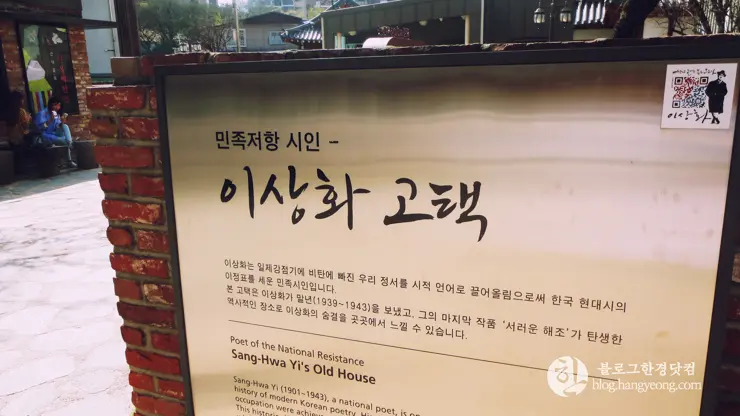 민족저항 시인 -
이상화 고택
이상화
이상화는 일제강점기에 비탄에 빠진 우리 정서를 시적 언어로 끌어올림으로써 한국 현대시의
이정표를 세운 민족시인입니다.
본 고택은 이상화가 말년(1939~1943)을 보냈고, 그의 마지막 작품 '서러운 해조'가 탄생한
역사적인 장소로 이상화의 숨결을 곳곳에서 느낄 수 있습니다.
Poet of the National Resistance
Sang-Hwa Yi's Old House
Sang-Hwa Yi (1901~1943), a national poet, is
history of modern Korean poetry.
occupation were
This
한
블로그한경닷컴
blog.hangyeong.com